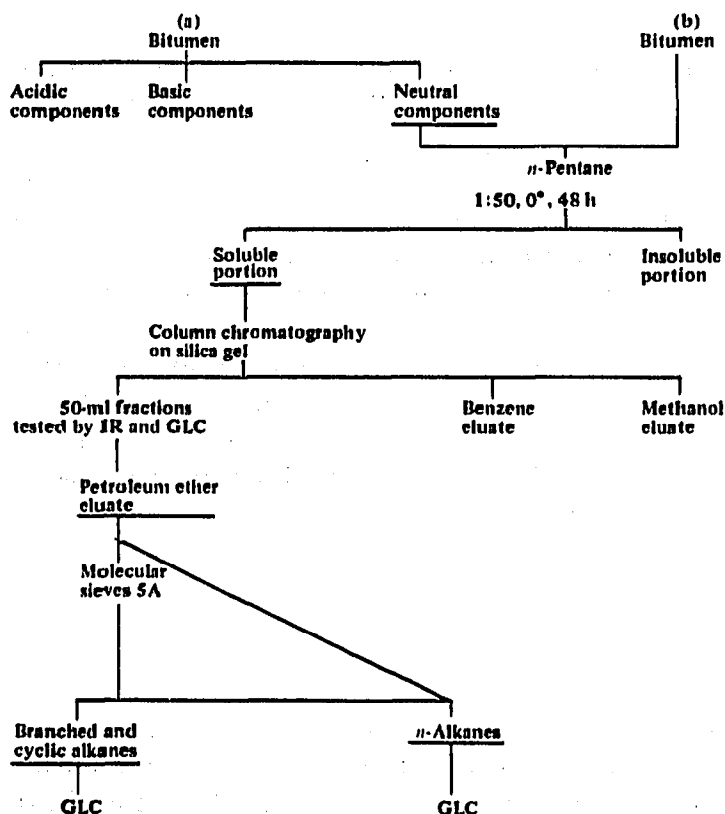 (a)
Bitumen
(b)
Bitumen
Acidic
components
Basic
components
Neutral
components
n-Pentane
1:50, 0°, 48 h
Soluble
portion
Insoluble
portion
Column chromatography
on silica gel
50-ml fractions
tested by IR and GLC
Benzene
eluate
Methanol
eluate
Petroleum ether
eluate
Molecular
sieves 5A
Branched and
cyclic alkanes
n-Alkanes
GLC
GLC